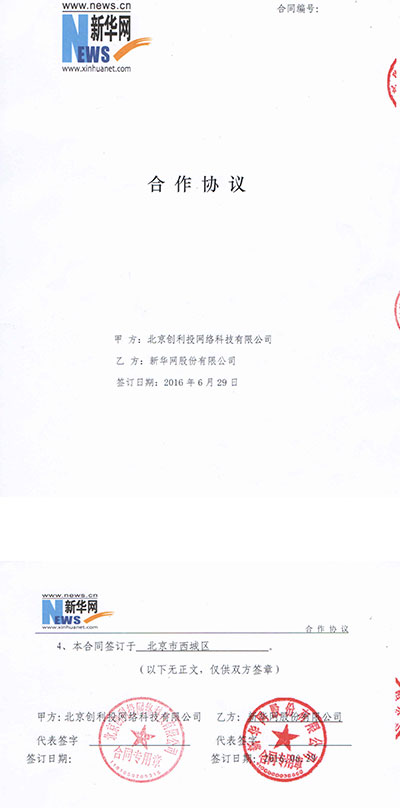 www.news.cn
新华网
NEWS
www.xinhuanet.com
合同编号:
合 作 协 议
甲 方: 北京创利投网络科技有限公司
乙 方: 新华网股份有限公司
签订日期: 2016 年 6 月 29 日
www.news.cn
新华网
NEWS
www.xinhuanet.com
合 作 协 议
4、本合同签订于 北京市西城区 .
(以下无正文, 仅供双方签章)
甲方: 北京创利投网络科技有限公司 乙方: 新华网股份有限公司
代表签字 代表签字
签订日期: 签订日期:
合同专用章
合同专用章